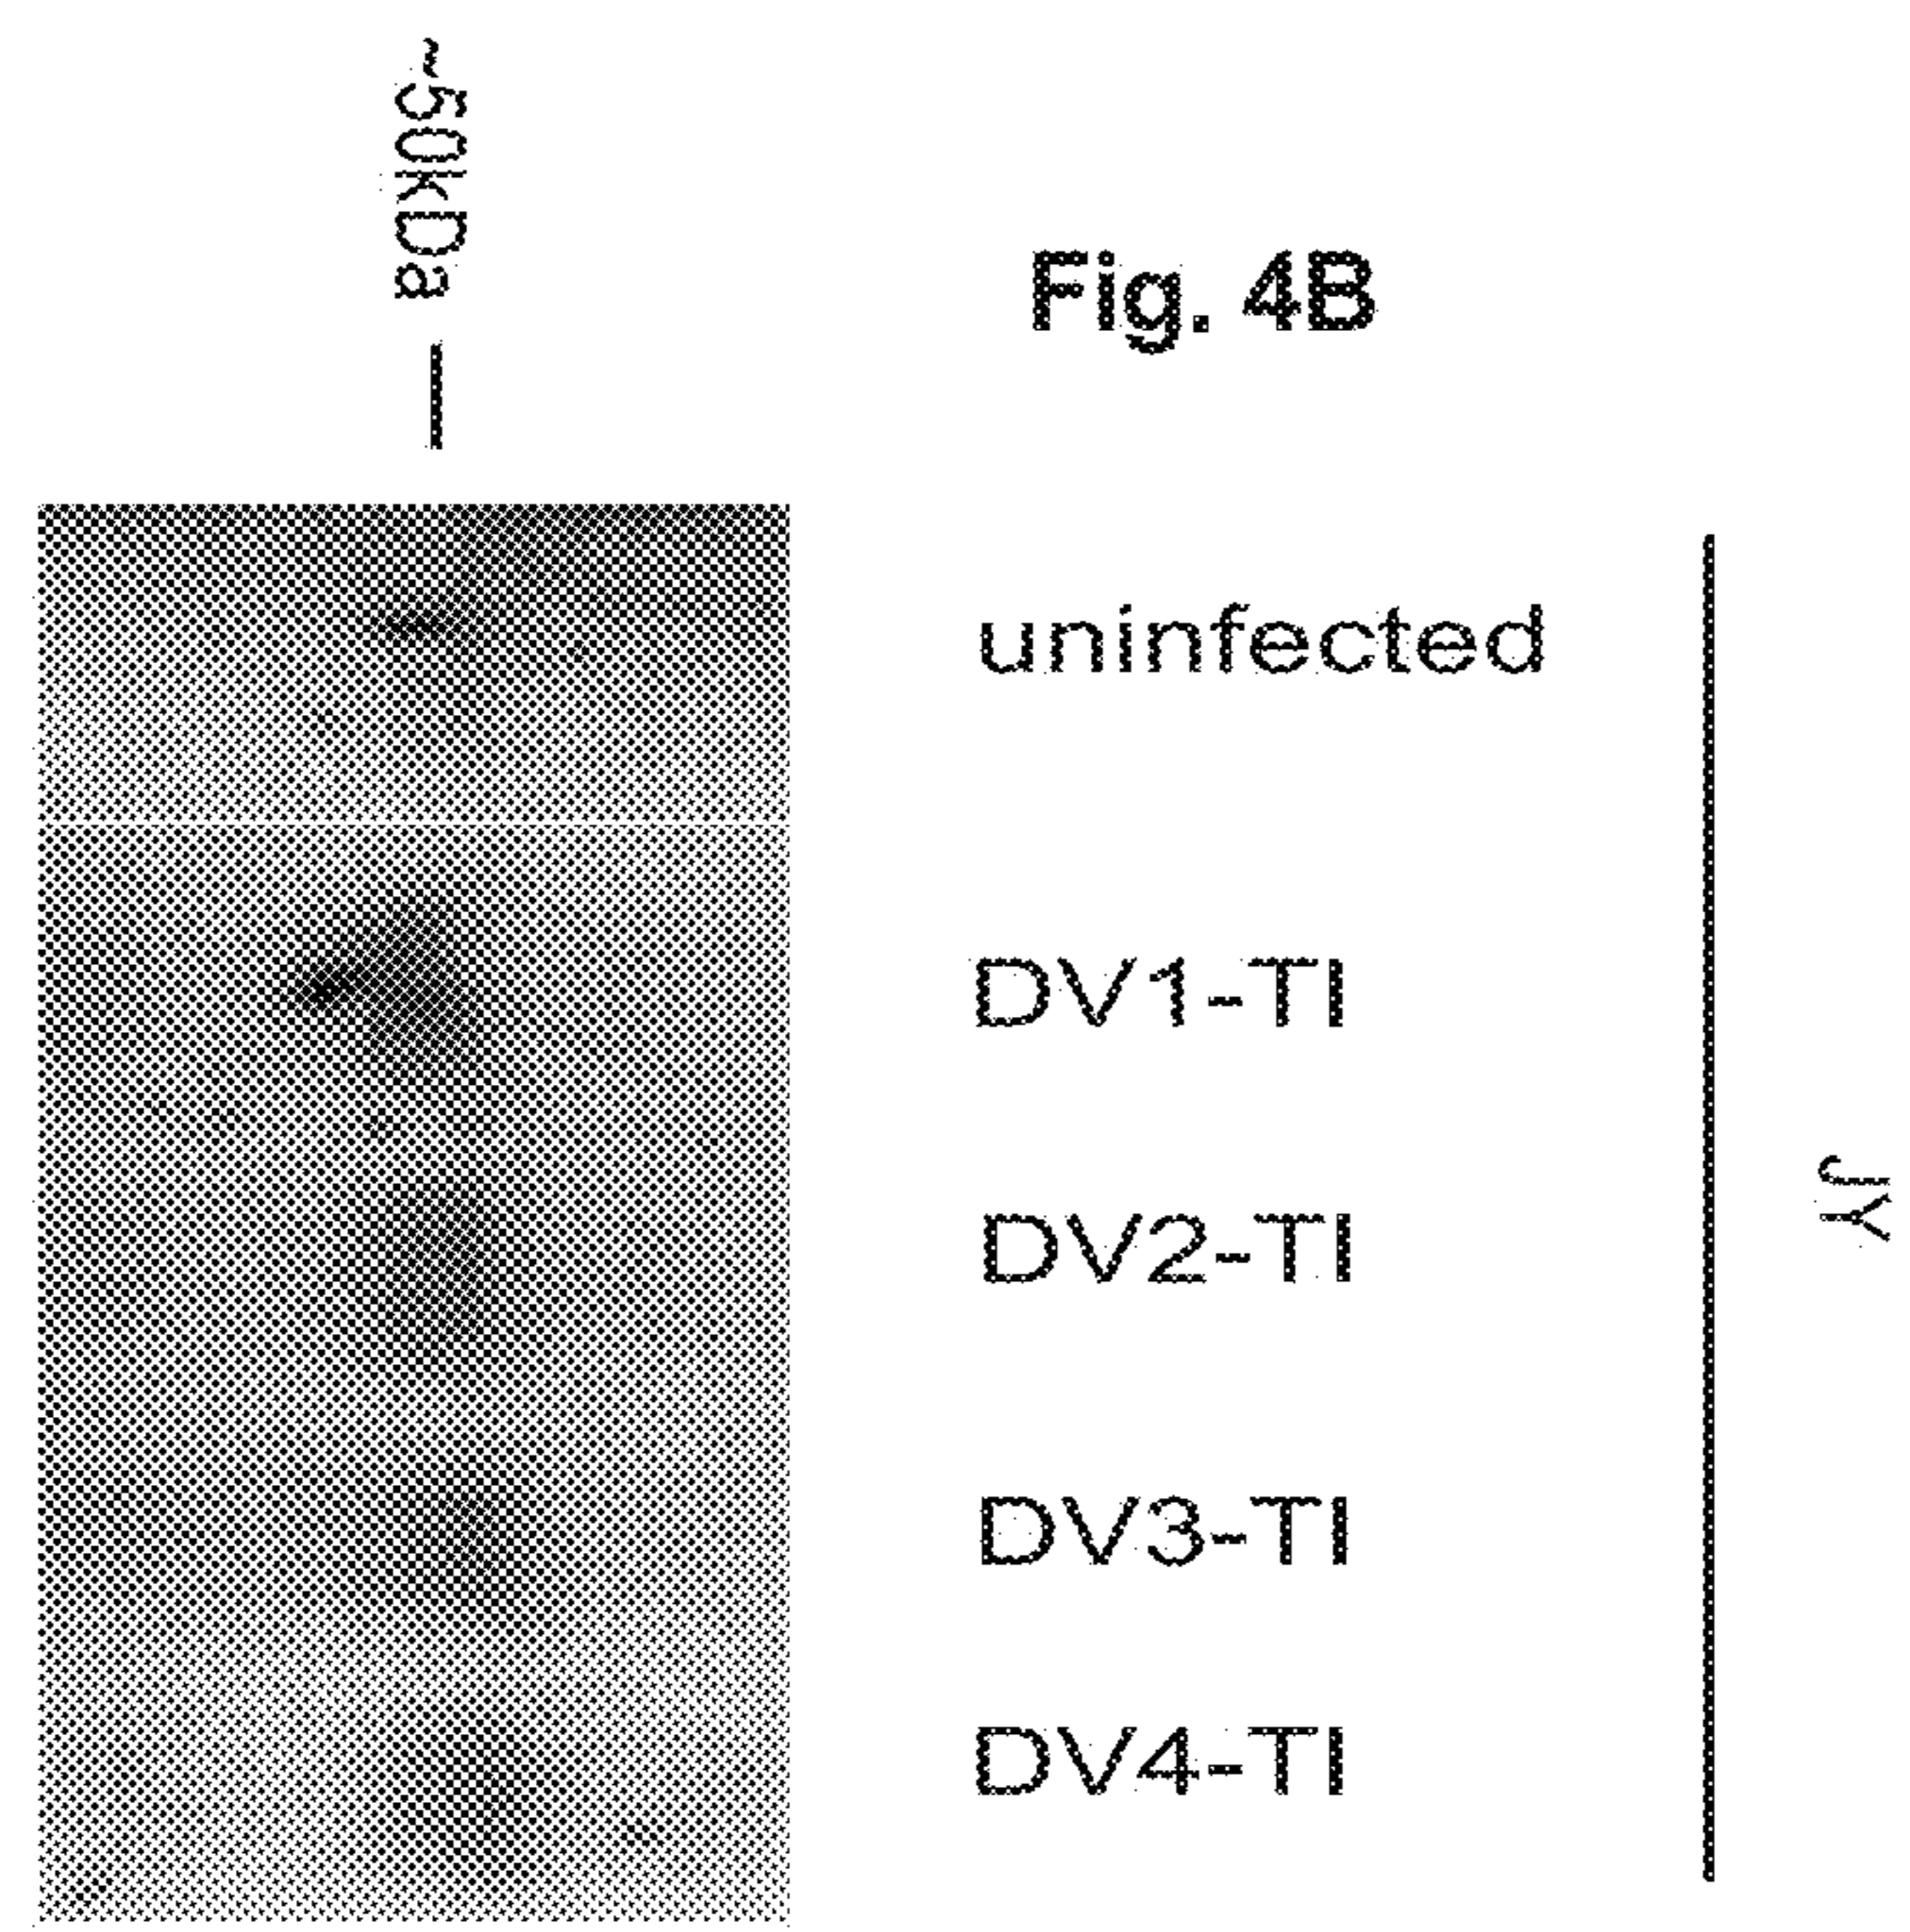 ~50kDa
Fig. 4B
uninfected
DV1-TI
DV2-TI
DV3-TI
DV4-TI
JY